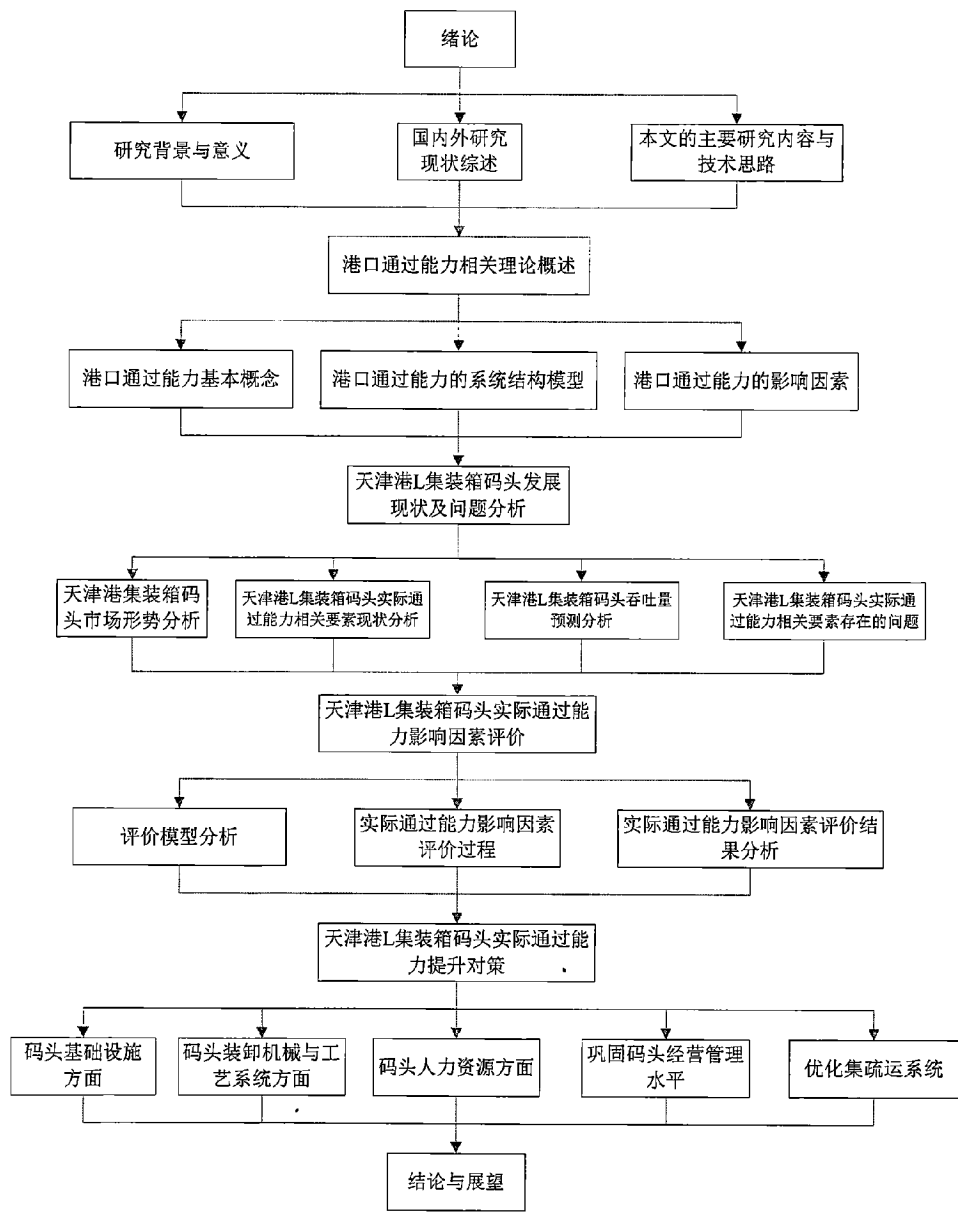 绪论
研究背景与意义
国内外研究
现状综述
本文的主要研究内容与
技术思路
港口通过能力相关理论概述
港口通过能力基本概念
港口通过能力的系统结构模型
港口通过能力的影响因素
天津港L集装箱码头发展
现状及问题分析
天津港集装箱码
头市场形势分析
天津港L集装箱码头实际通
过能力相关要素现状分析
天津港L集装箱码头吞吐量
预测分析
天津港L集装箱码头实际通
过能力相关要素存在的问题
天津港L集装箱码头实际通过能
力影响因素评价
评价模型分析
实际通过能力影响因素
评价过程
实际通过能力影响因素评价结
果分析
天津港L集装箱码头实际通过能
力提升对策
码头基础设施
方面
码头装卸机械与工
艺系统方面
码头人力资源方面
巩固码头经营管理
水平
优化集疏运系统
结论与展望